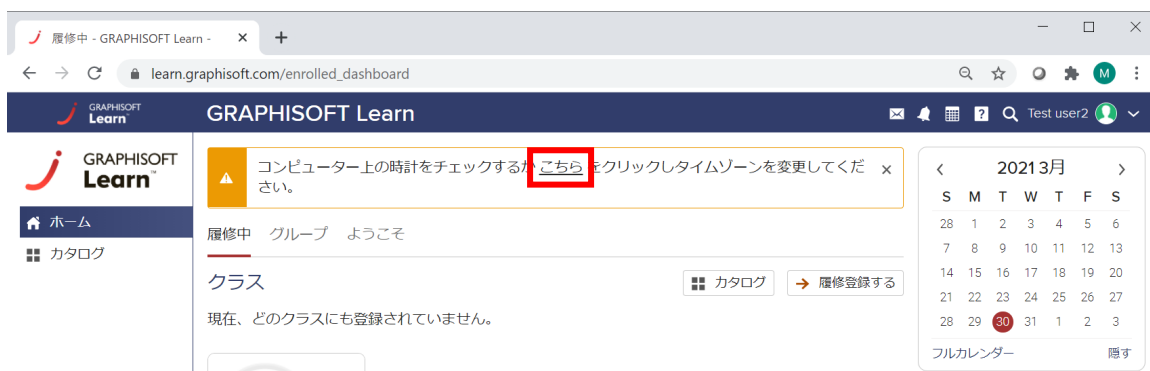 履修中 - GRAPHISOFT Learn -
learn.graphisoft.com/enrolled_dashboard
M
GRAPHISOFT
Learn
GRAPHISOFT Learn
Test user2
GRAPHISOFT
Learn™
ホーム
カタログ
コンピューター上の時計をチェックするか こちら をクリックしタイムゾーンを変更してくだ
さい。
履修中 グループ ようこそ
クラス
カタログ
履修登録する
現在、どのクラスにも登録されていません。
2021 3月
S M T W T F S
28 1 2 3 4 5 6
7 8 9 10 11 12 13
14 15 16 17 18 19 20
21 22 23 24 25 26 27
28 29 30 31 1 2 3
フルカレンダー 隠す